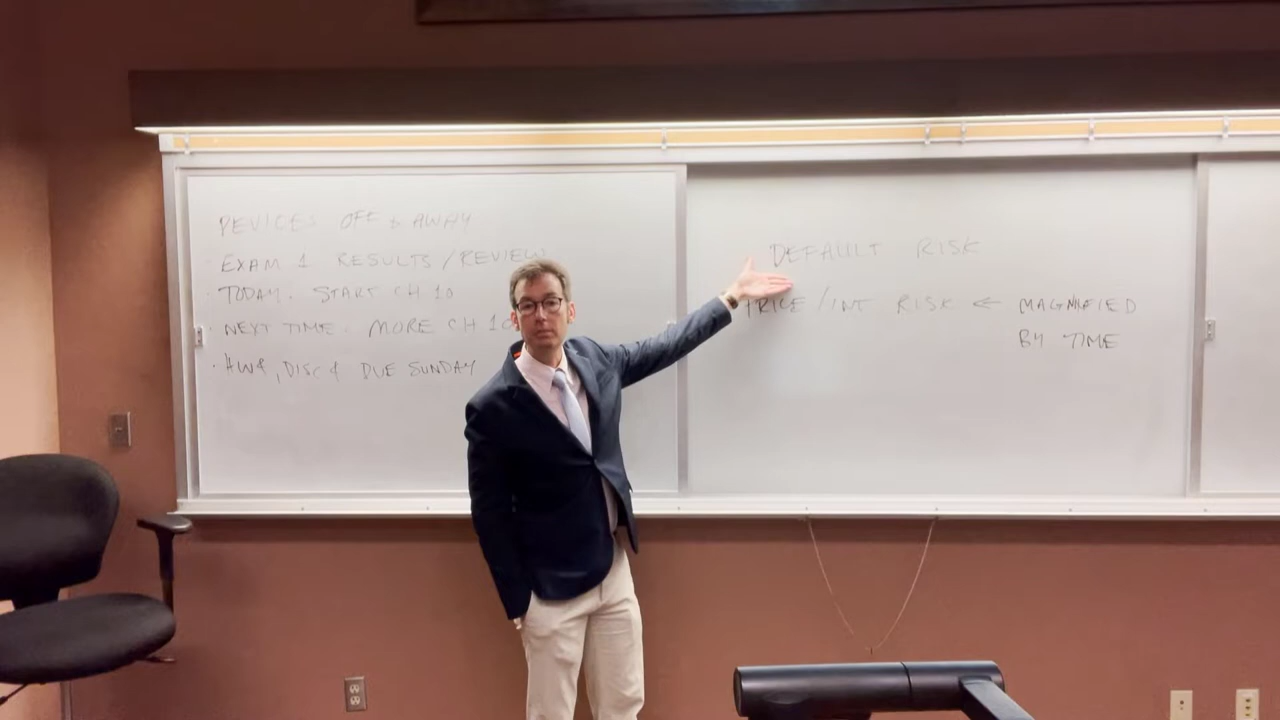 DEVICES OFF & AWAY
· EXAM 1 RESULTS / REVIEW
· TODAY. START CH 10
· NEXT TIME. MORE CH 10
· HW4, DISC 4 DUE SUNDAY
DEFAULT RISK
PRICE / INT RISK ← MAGNIFIED
BY TIME